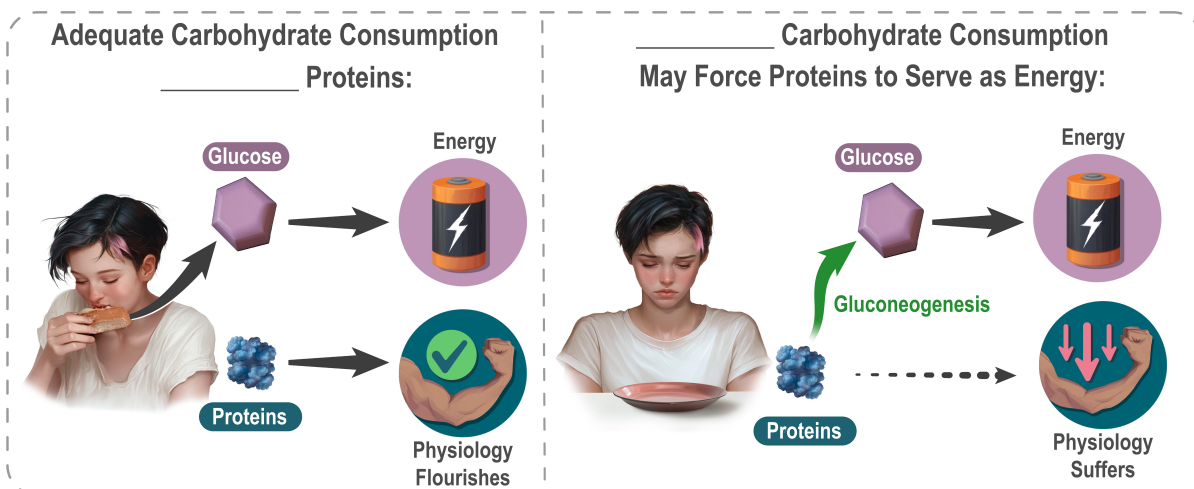 Adequate Carbohydrate Consumption
__________ Proteins:
Glucose
Energy
Proteins
Physiology
Flourishes
__________ Carbohydrate Consumption
May Force Proteins to Serve as Energy:
Glucose
Energy
Gluconeogenesis
Proteins
Physiology
Suffers